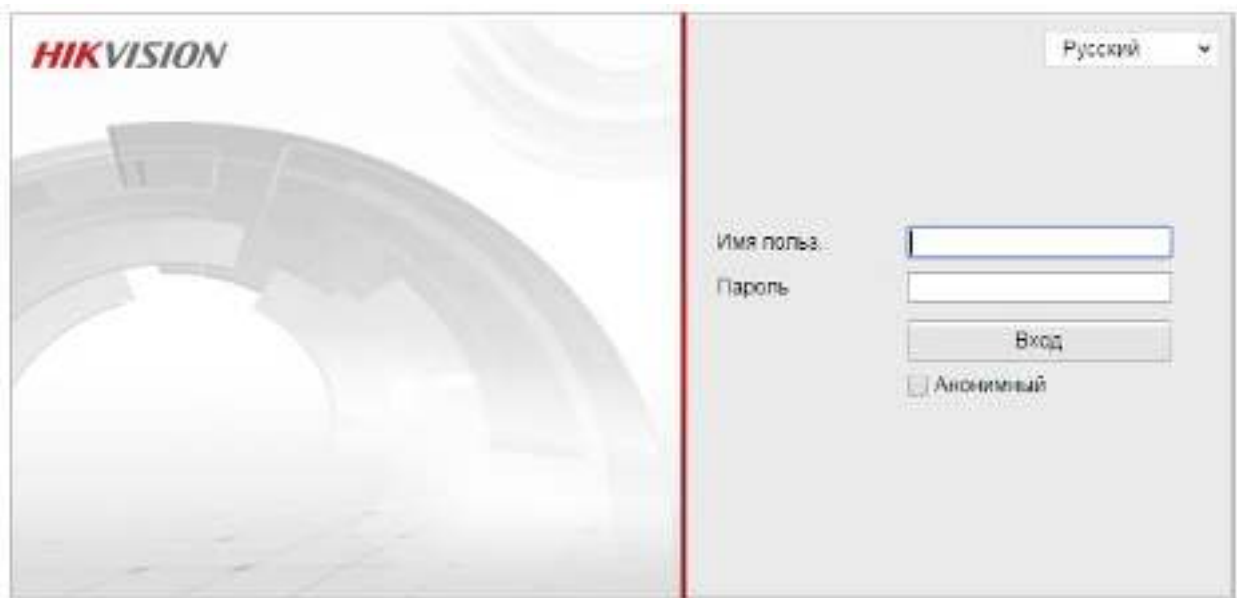 HIKVISION
Русский
Имя польз.
Пароль
Вход
Анонимный